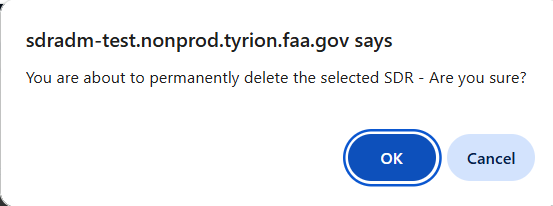 sdradm-test.nonprod.tyrion.faa.gov says
You are about to permanently delete the selected SDR - Are you sure?
OK
Cancel